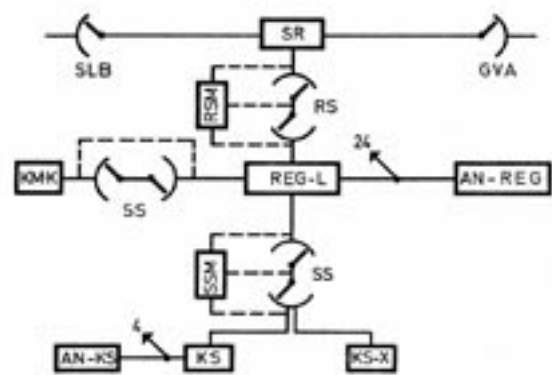 SR
SLB
GVA
RSM
RS
24
KMK
REG-L
AN-REG
SS
SSM
SS
4
AN-KS
KS
KS-X